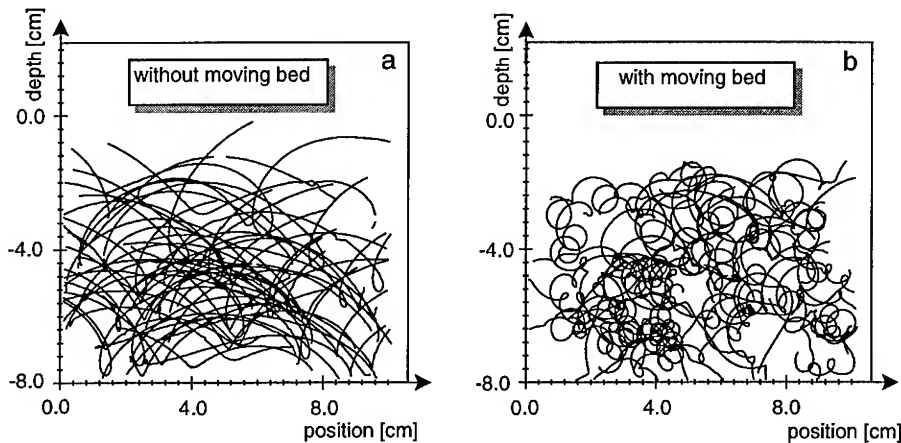 depth [cm]
without moving bed
a
0.0
-4.0
-8.0
0.0
4.0
8.0
position [cm]
depth [cm]
with moving bed
b
0.0
-4.0
-8.0
0.0
4.0
8.0
position [cm]